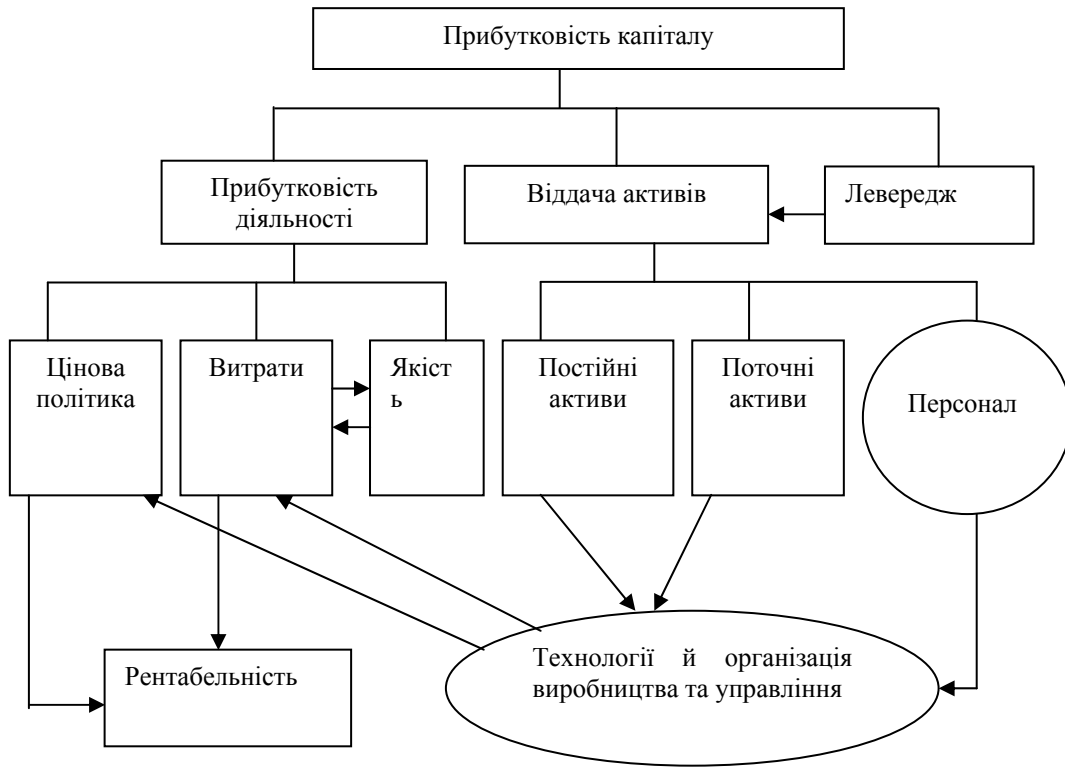 Прибутковість капіталу
Прибутковість
діяльності
Віддача активів
Левередж
Цінова
політика
Витрати
Якіст
ь
Постійні
активи
Поточні
активи
Персонал
Рентабельність
Технології й організація
виробництва та управління